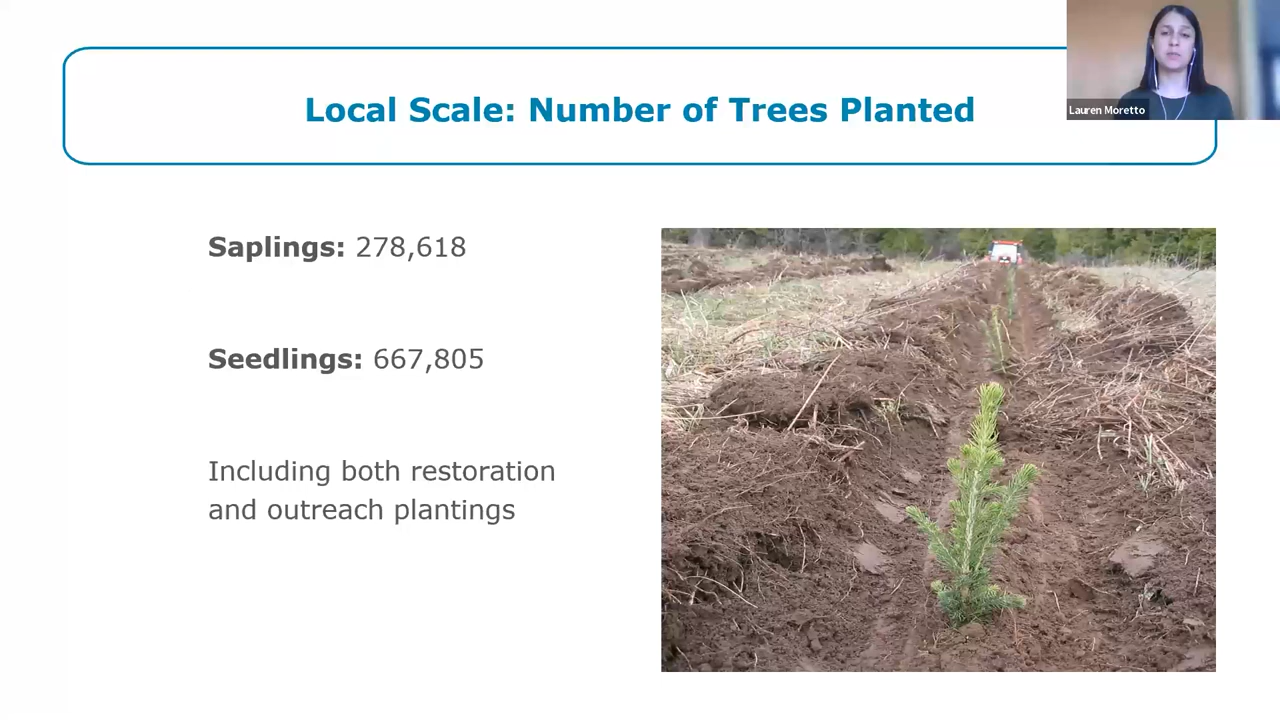 Local Scale: Number of Trees Planted
Lauren Moretto
Saplings: 278,618
Seedlings: 667,805
Including both restoration
and outreach plantings